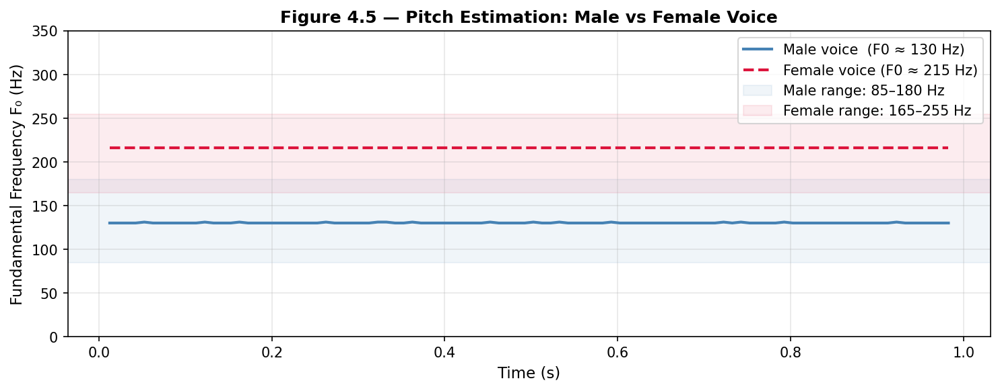 Figure 4.5 — Pitch Estimation: Male vs Female Voice
Fundamental Frequency F₀ (Hz)
350
300
250
200
150
100
50
0
Male voice  (F0 ≈ 130 Hz)
Female voice (F0 ≈ 215 Hz)
Male range: 85–180 Hz
Female range: 165–255 Hz
0.0 0.2 0.4 0.6 0.8 1.0
Time (s)